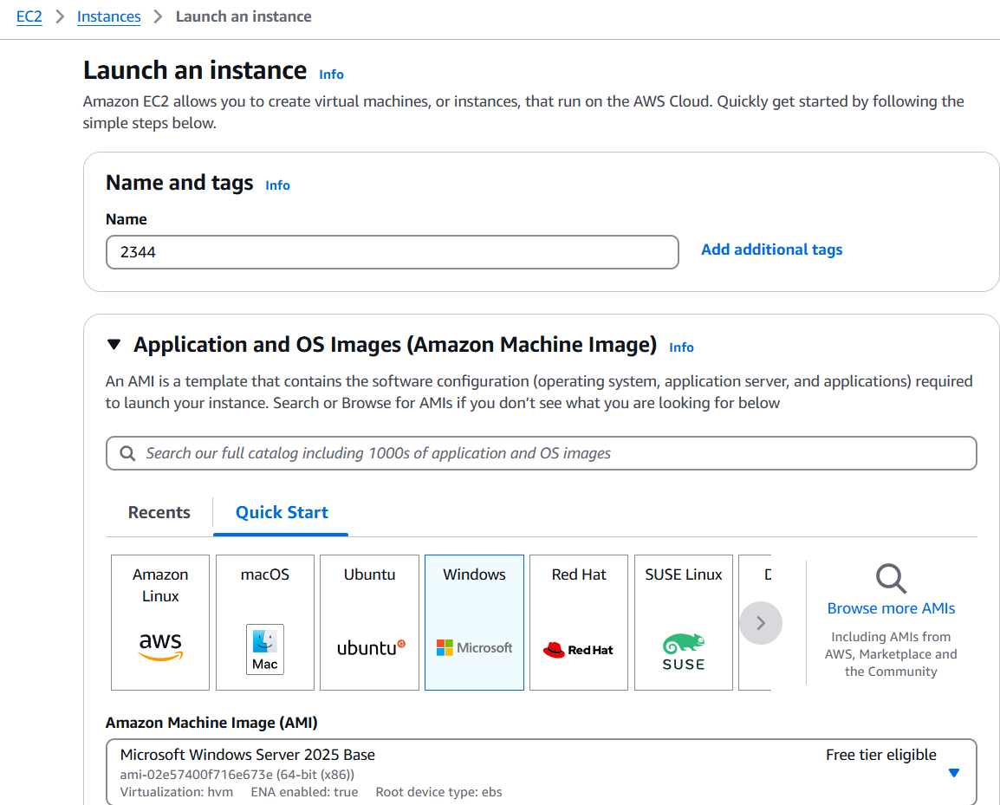 EC2 > Instances > Launch an instance
Launch an instance Info
Amazon EC2 allows you to create virtual machines, or instances, that run on the AWS Cloud. Quickly get started by following the
simple steps below.
Name and tags Info
Name
2344
Add additional tags
Application and OS Images (Amazon Machine Image) Info
An AMI is a template that contains the software configuration (operating system, application server, and applications) required
to launch your instance. Search or Browse for AMIs if you don’t see what you are looking for below
Search our full catalog including 1000s of application and OS images
Recents
Quick Start
Amazon
Linux
aws
macOS
Mac
Ubuntu
ubuntu
Windows
Microsoft
Red Hat
Red Hat
SUSE Linux
SUSE
Browse more AMIs
Including AMIs from
AWS, Marketplace and
the Community
Amazon Machine Image (AMI)
Microsoft Windows Server 2025 Base
Free tier eligible
ami-02e57400f716e673e (64-bit (x86))
Virtualization: hvm ENA enabled: true Root device type: ebs